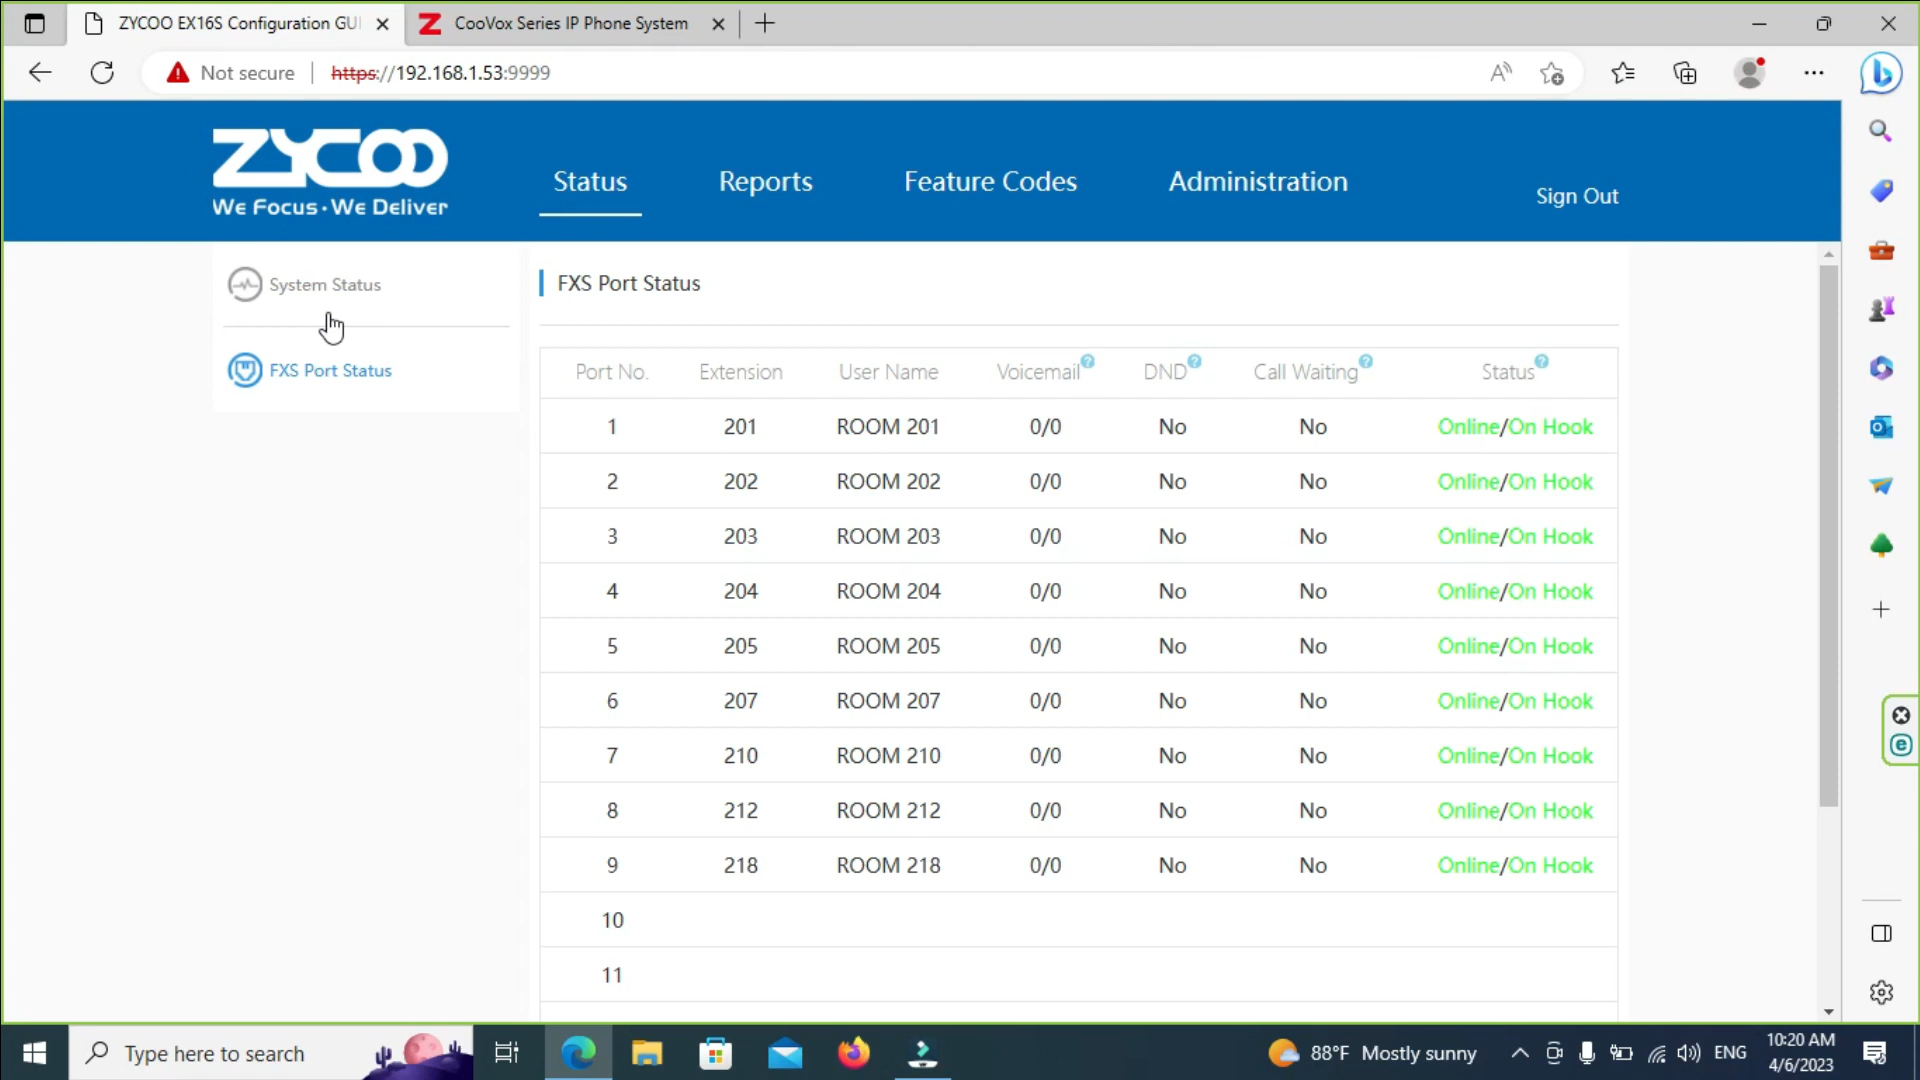 ZYCOO EX16S Configuration GUI
CooVox Series IP Phone System
Not secure
https://192.168.1.53:9999
ZYCOO
We Focus·We Deliver
Status
Reports
Feature Codes
Administration
Sign Out
System Status
FXS Port Status
FXS Port Status
Port No. Extension User Name Voicemail? DND? Call Waiting? Status?
1 201 ROOM 201 0/0 No No Online/On Hook
2 202 ROOM 202 0/0 No No Online/On Hook
3 203 ROOM 203 0/0 No No Online/On Hook
4 204 ROOM 204 0/0 No No Online/On Hook
5 205 ROOM 205 0/0 No No Online/On Hook
6 207 ROOM 207 0/0 No No Online/On Hook
7 210 ROOM 210 0/0 No No Online/On Hook
8 212 ROOM 212 0/0 No No Online/On Hook
9 218 ROOM 218 0/0 No No Online/On Hook
10
11
Type here to search
88°F Mostly sunny
ENG
10:20 AM
4/6/2023